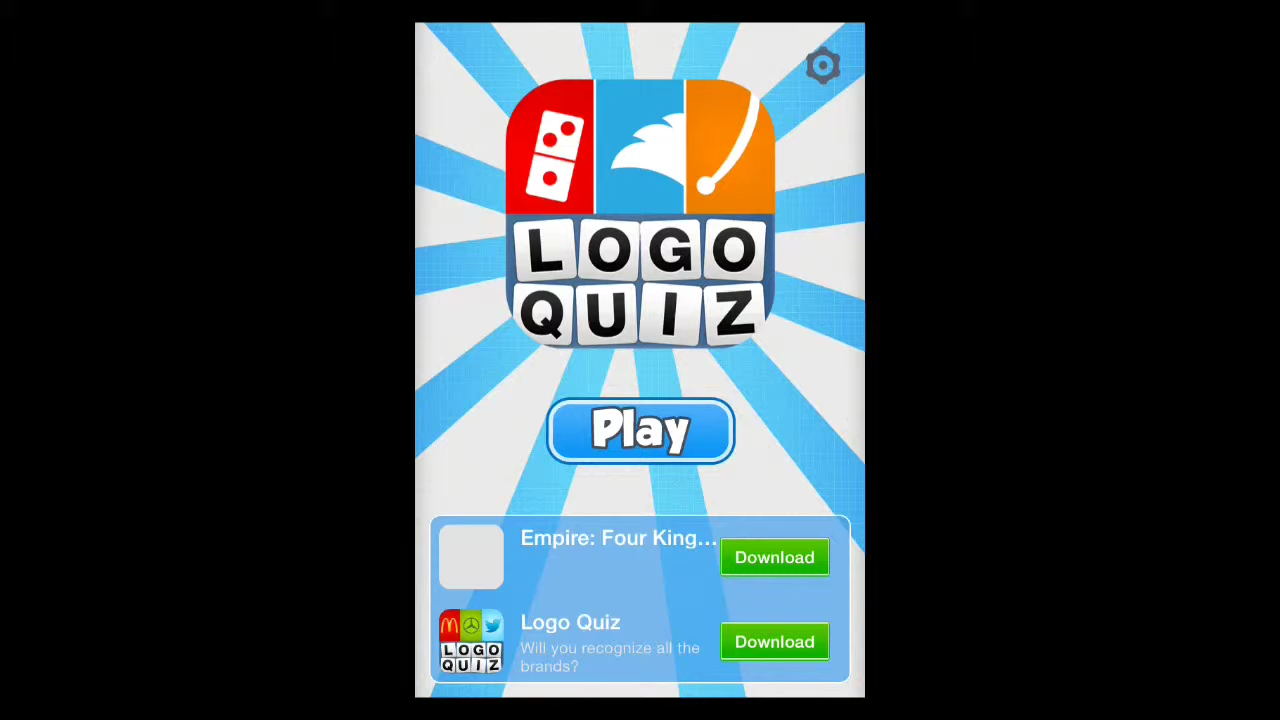 LOGO
QUIZ
Play
Empire: Four King...
Download
Logo Quiz
Will you recognize all the
brands?
Download
LOGO
QUIZ